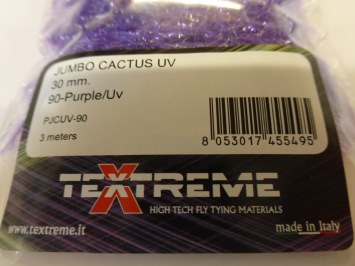 JUMBO CACTUS UV
30 mm.
90-Purple/Uv
PJCUV-90
3 meters
8 053017 455495
TEXTREME
HIGH TECH FLY TYING MATERIALS
www.textreme.it
made in Italy